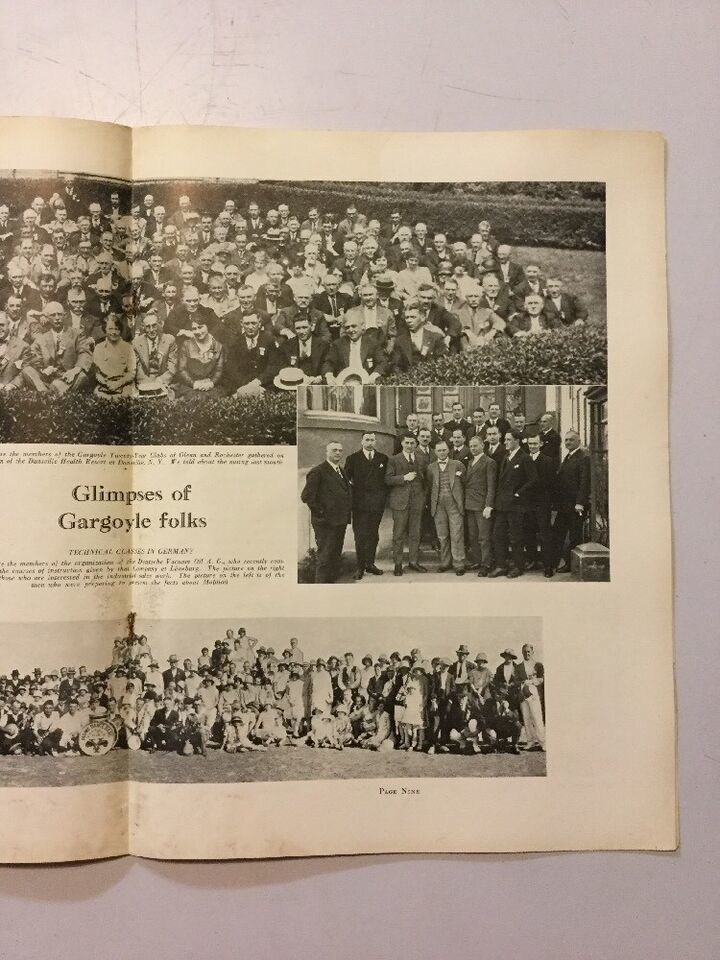 the members of the Gargoyle Twenty-Year Clubs of Olean and Rochester gathered on
of the Dansville Health Resort at Dansville, N. Y. We told about the outing last month
Glimpses of
Gargoyle folks
TECHNICAL CLASSES IN GERMANY
the members of the organization of the Deutsche Vacuum Oil A. G., who recently
the courses of instruction given by that Company at The picture on the right
those who are interested in the industrial sales work. The picture on the left is of the
men who were preparing to the facts about Mobiloil
PAGE NINE